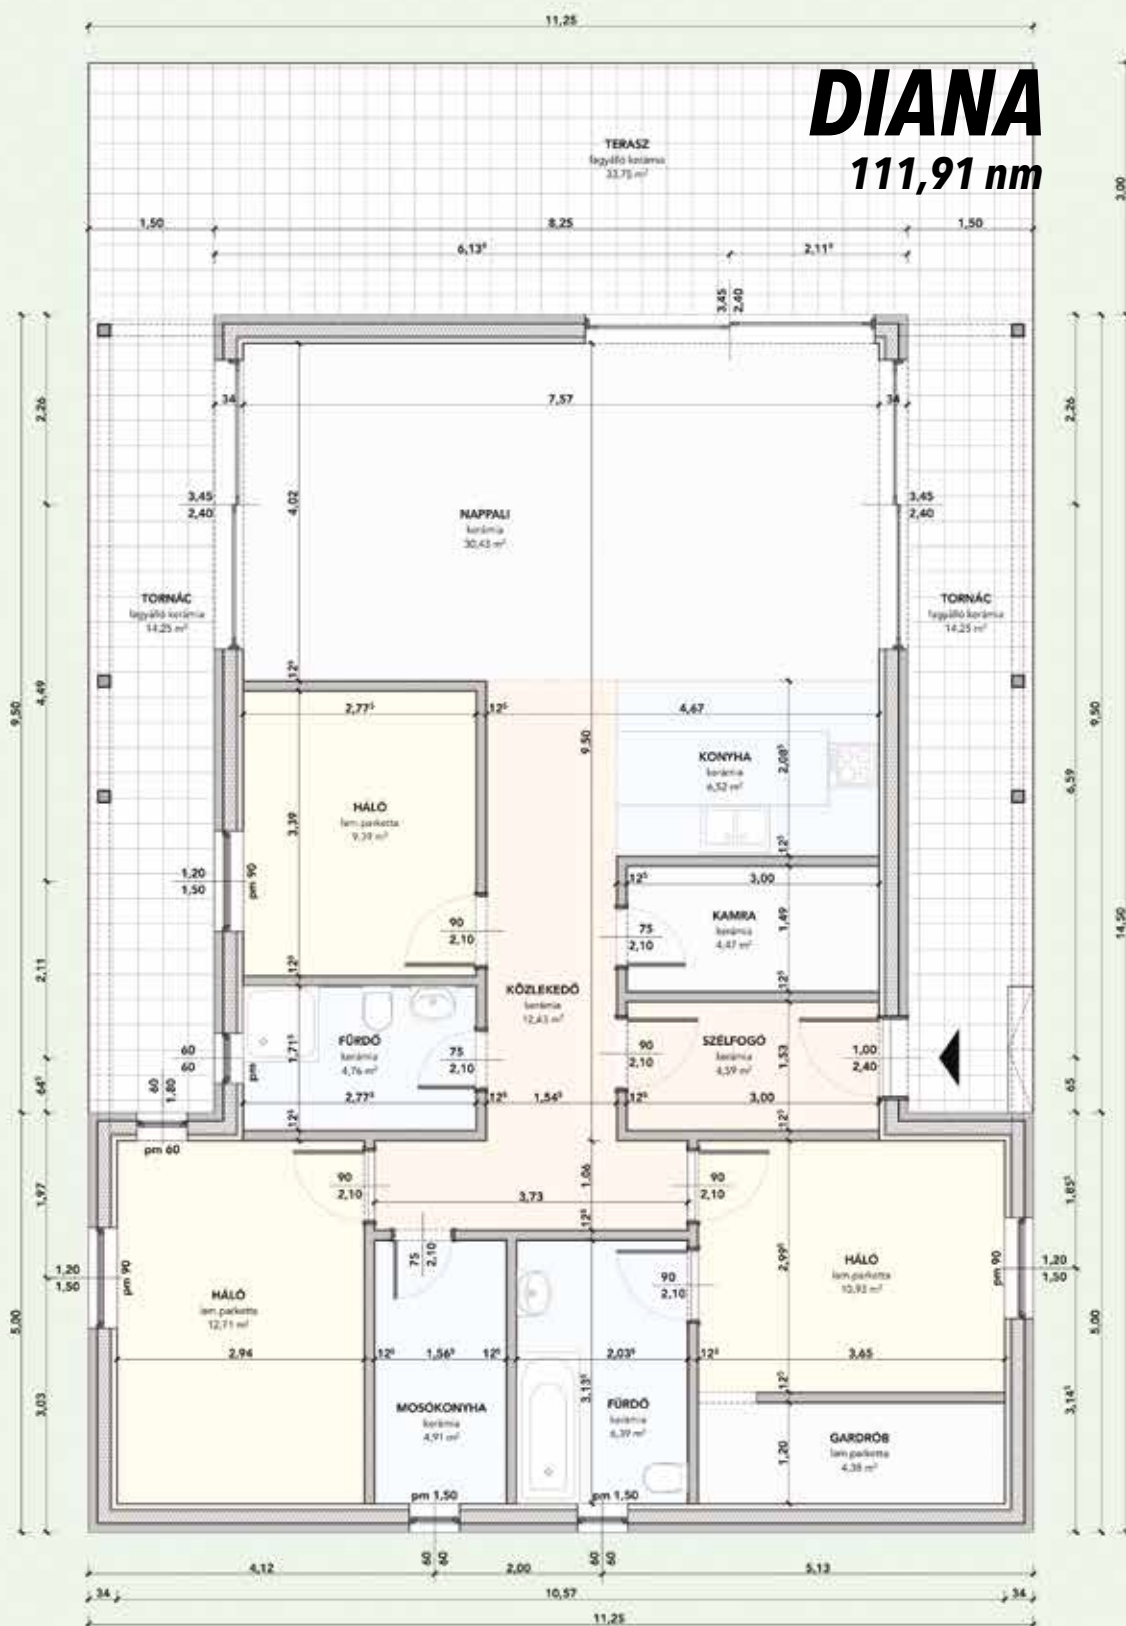 11,25
DIANA
111,91 nm
TERASZ
fagyálló kerámia
33,75 m²
3,00
1,50
8,25
1,50
6,13⁵
2,11⁵
3,45
2,40
34
7,57
34
2,26
2,26
4,02
3,45
2,40
3,45
2,40
NAPPALI
kerámia
30,43 m²
TORNÁC
fagyálló kerámia
14,25 m²
TORNÁC
fagyálló kerámia
14,25 m²
12⁵
9,50
4,49
2,77⁵
12⁵
4,67
9,50
9,50
KONYHA
kerámia
6,52 m²
2,08⁵
6,59
HÁLÓ
lam.parketta
9,39 m²
3,39
12⁵
1,20
1,50
pm 90
12⁵
3,00
KAMRA
kerámia
4,47 m²
1,49
14,50
90
2,10
75
2,10
2,11
12⁵
12⁵
KÖZLEKEDŐ
kerámia
12,43 m²
FÜRDŐ
kerámia
4,76 m²
1,71⁵
SZÉLFOGÓ
kerámia
4,59 m²
1,53
60
60
pm
75
2,10
90
2,10
1,00
2,40
64⁵
60
1,80
65
2,77⁵
12⁵
1,54⁵
12⁵
3,00
12⁵
12⁵
pm 60
90
2,10
1,06
90
2,10
3,73
1,97
1,85⁵
12⁵
75
2,10
2,99⁵
1,20
1,50
pm 90
HÁLÓ
lam.parketta
12,71 m²
90
2,10
HÁLÓ
lam.parketta
10,93 m²
pm 90
1,20
1,50
5,00
5,00
2,94
12⁵
1,56⁵
12⁵
2,03⁵
12⁵
3,65
3,03
MOSÓKONYHA
kerámia
4,91 m²
3,13⁵
FÜRDŐ
kerámia
6,39 m²
12⁵
3,14⁵
1,20
GARDRÓB
lam.parketta
4,38 m²
pm 1,50
pm 1,50
60
60
60
60
4,12
2,00
5,13
34
10,57
34
11,25